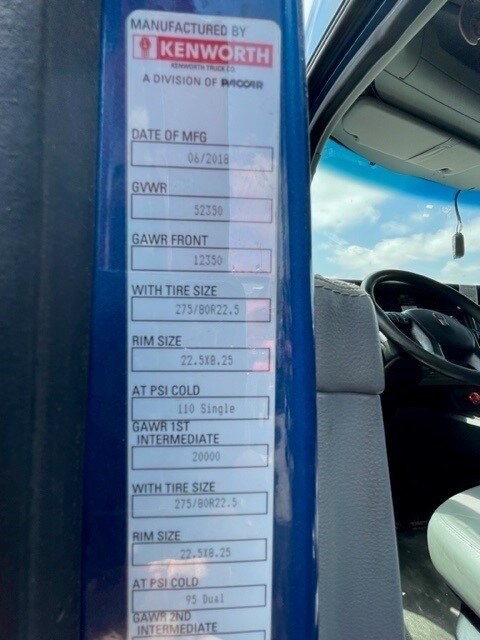 MANUFACTURED BY
KENWORTH
KENWORTH TRUCK CO.
A DIVISION OF PACCAR
DATE OF MFG
06/2018
GVWR
52350
GAWR FRONT
12350
WITH TIRE SIZE
275/80R22.5
RIM SIZE
22.5X8.25
AT PSI COLD
110 Single
GAWR 1ST
INTERMEDIATE
20000
WITH TIRE SIZE
275/80R22.5
RIM SIZE
22.5X8.25
AT PSI COLD
95 Dual
GAWR 2ND
INTERMEDIATE